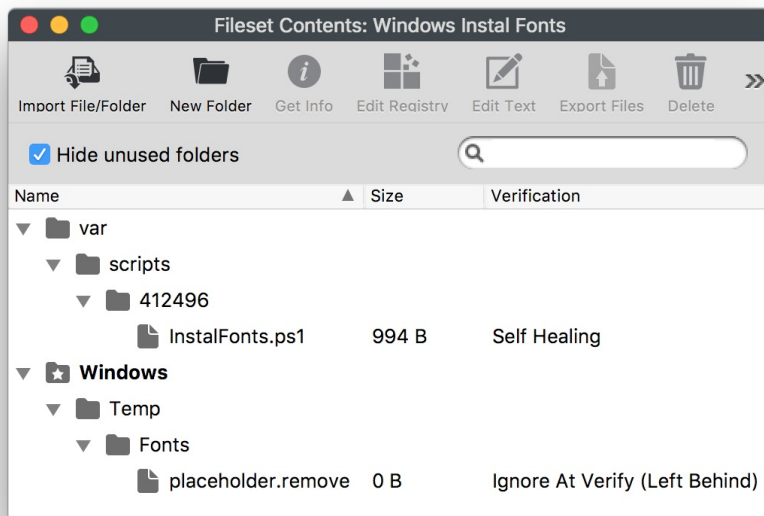 Fileset Contents: Windows Instal Fonts
Import File/Folder New Folder Get Info Edit Registry Edit Text Export Files Delete »
Hide unused folders
Name Size Verification
var
scripts
412496
InstalFonts.ps1 994 B Self Healing
Windows
Temp
Fonts
placeholder.remove 0 B Ignore At Verify (Left Behind)